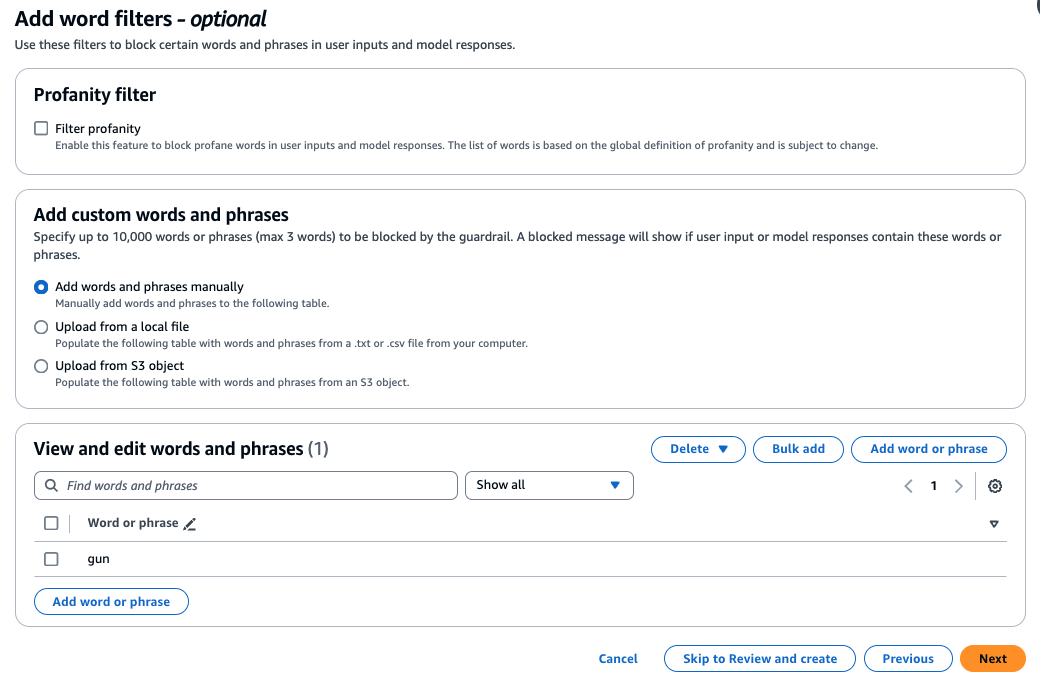 Add word filters - optional
Use these filters to block certain words and phrases in user inputs and model responses.
Profanity filter
Filter profanity
Enable this feature to block profane words in user inputs and model responses. The list of words is based on the global definition of profanity and is subject to change.
Add custom words and phrases
Specify up to 10,000 words or phrases (max 3 words) to be blocked by the guardrail. A blocked message will show if user input or model responses contain these words or
phrases.
Add words and phrases manually
Manually add words and phrases to the following table.
Upload from a local file
Populate the following table with words and phrases from a .txt or .csv file from your computer.
Upload from S3 object
Populate the following table with words and phrases from an S3 object.
View and edit words and phrases (1)
Delete
Bulk add
Add word or phrase
Find words and phrases
Show all
1
Word or phrase
gun
Add word or phrase
Cancel
Skip to Review and create
Previous
Next